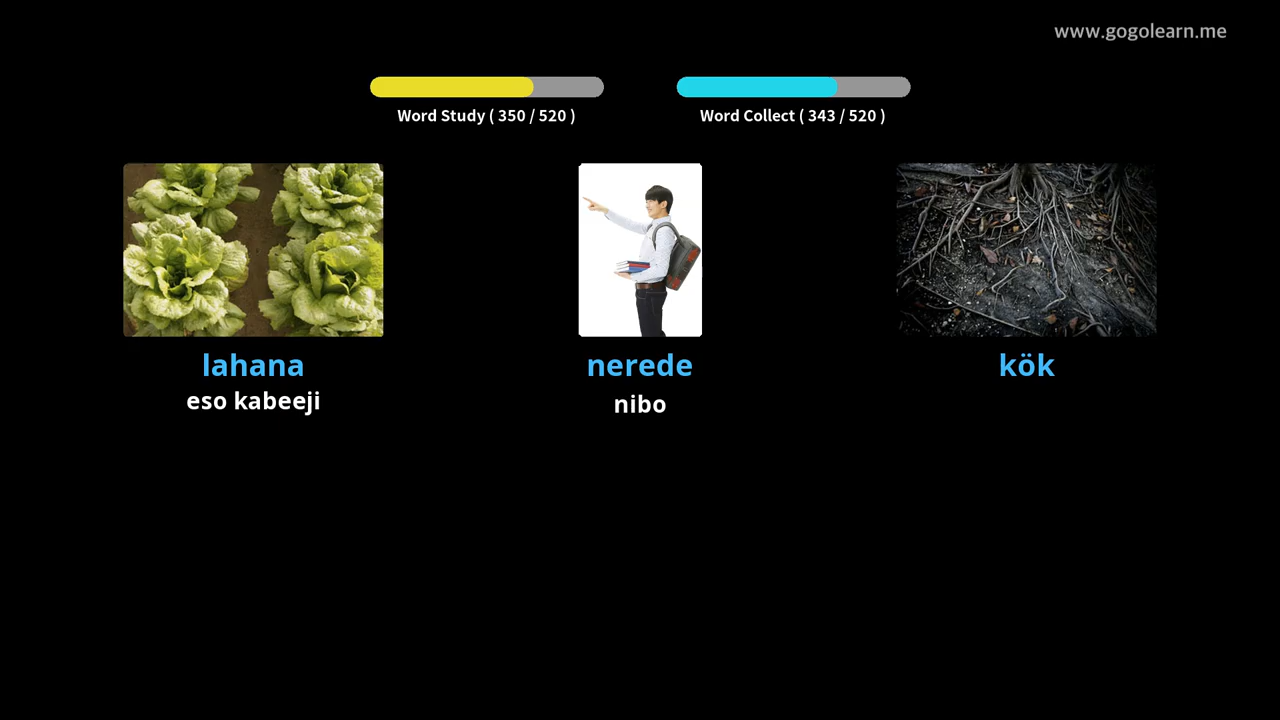 www.gogolearn.me
Word Study ( 350 / 520 )
Word Collect ( 343 / 520 )
lahana
eso kabeeji
nerede
nibo
kök